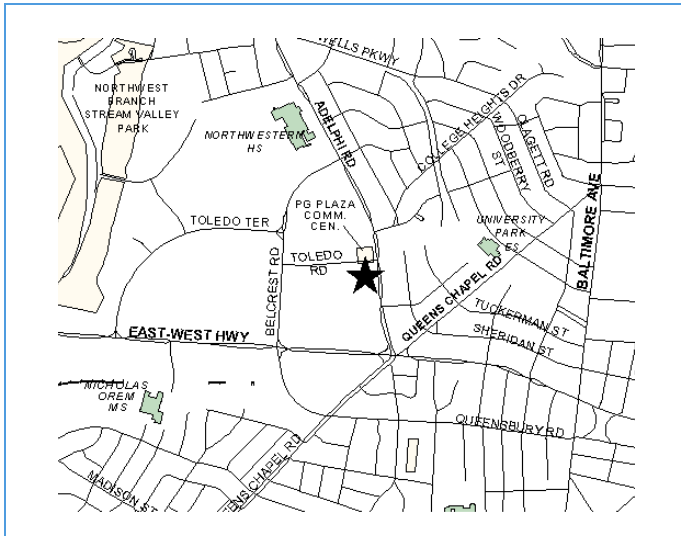 WELLS PKWY
NORTHWEST
BRANCH
STREAM VALLEY
PARK
NORTHWESTERN
HS
ADELPHI RD
COLLEGE HEIGHTS DR
CLAGETT RD
WOODBERRY
ST
BALTIMORE AVE
PG PLAZA
COMM.
CEN.
TOLEDO TER
UNIVERSITY
PARK
ES
TOLEDO
RD
BELCREST RD
QUEENS CHAPEL RD
TUCKERMAN ST
SHERIDAN ST
EAST-WEST HWY
NICHOLAS
OREM
MS
QUEENSBURY RD
ENS CHAPEL RD
MADISON ST